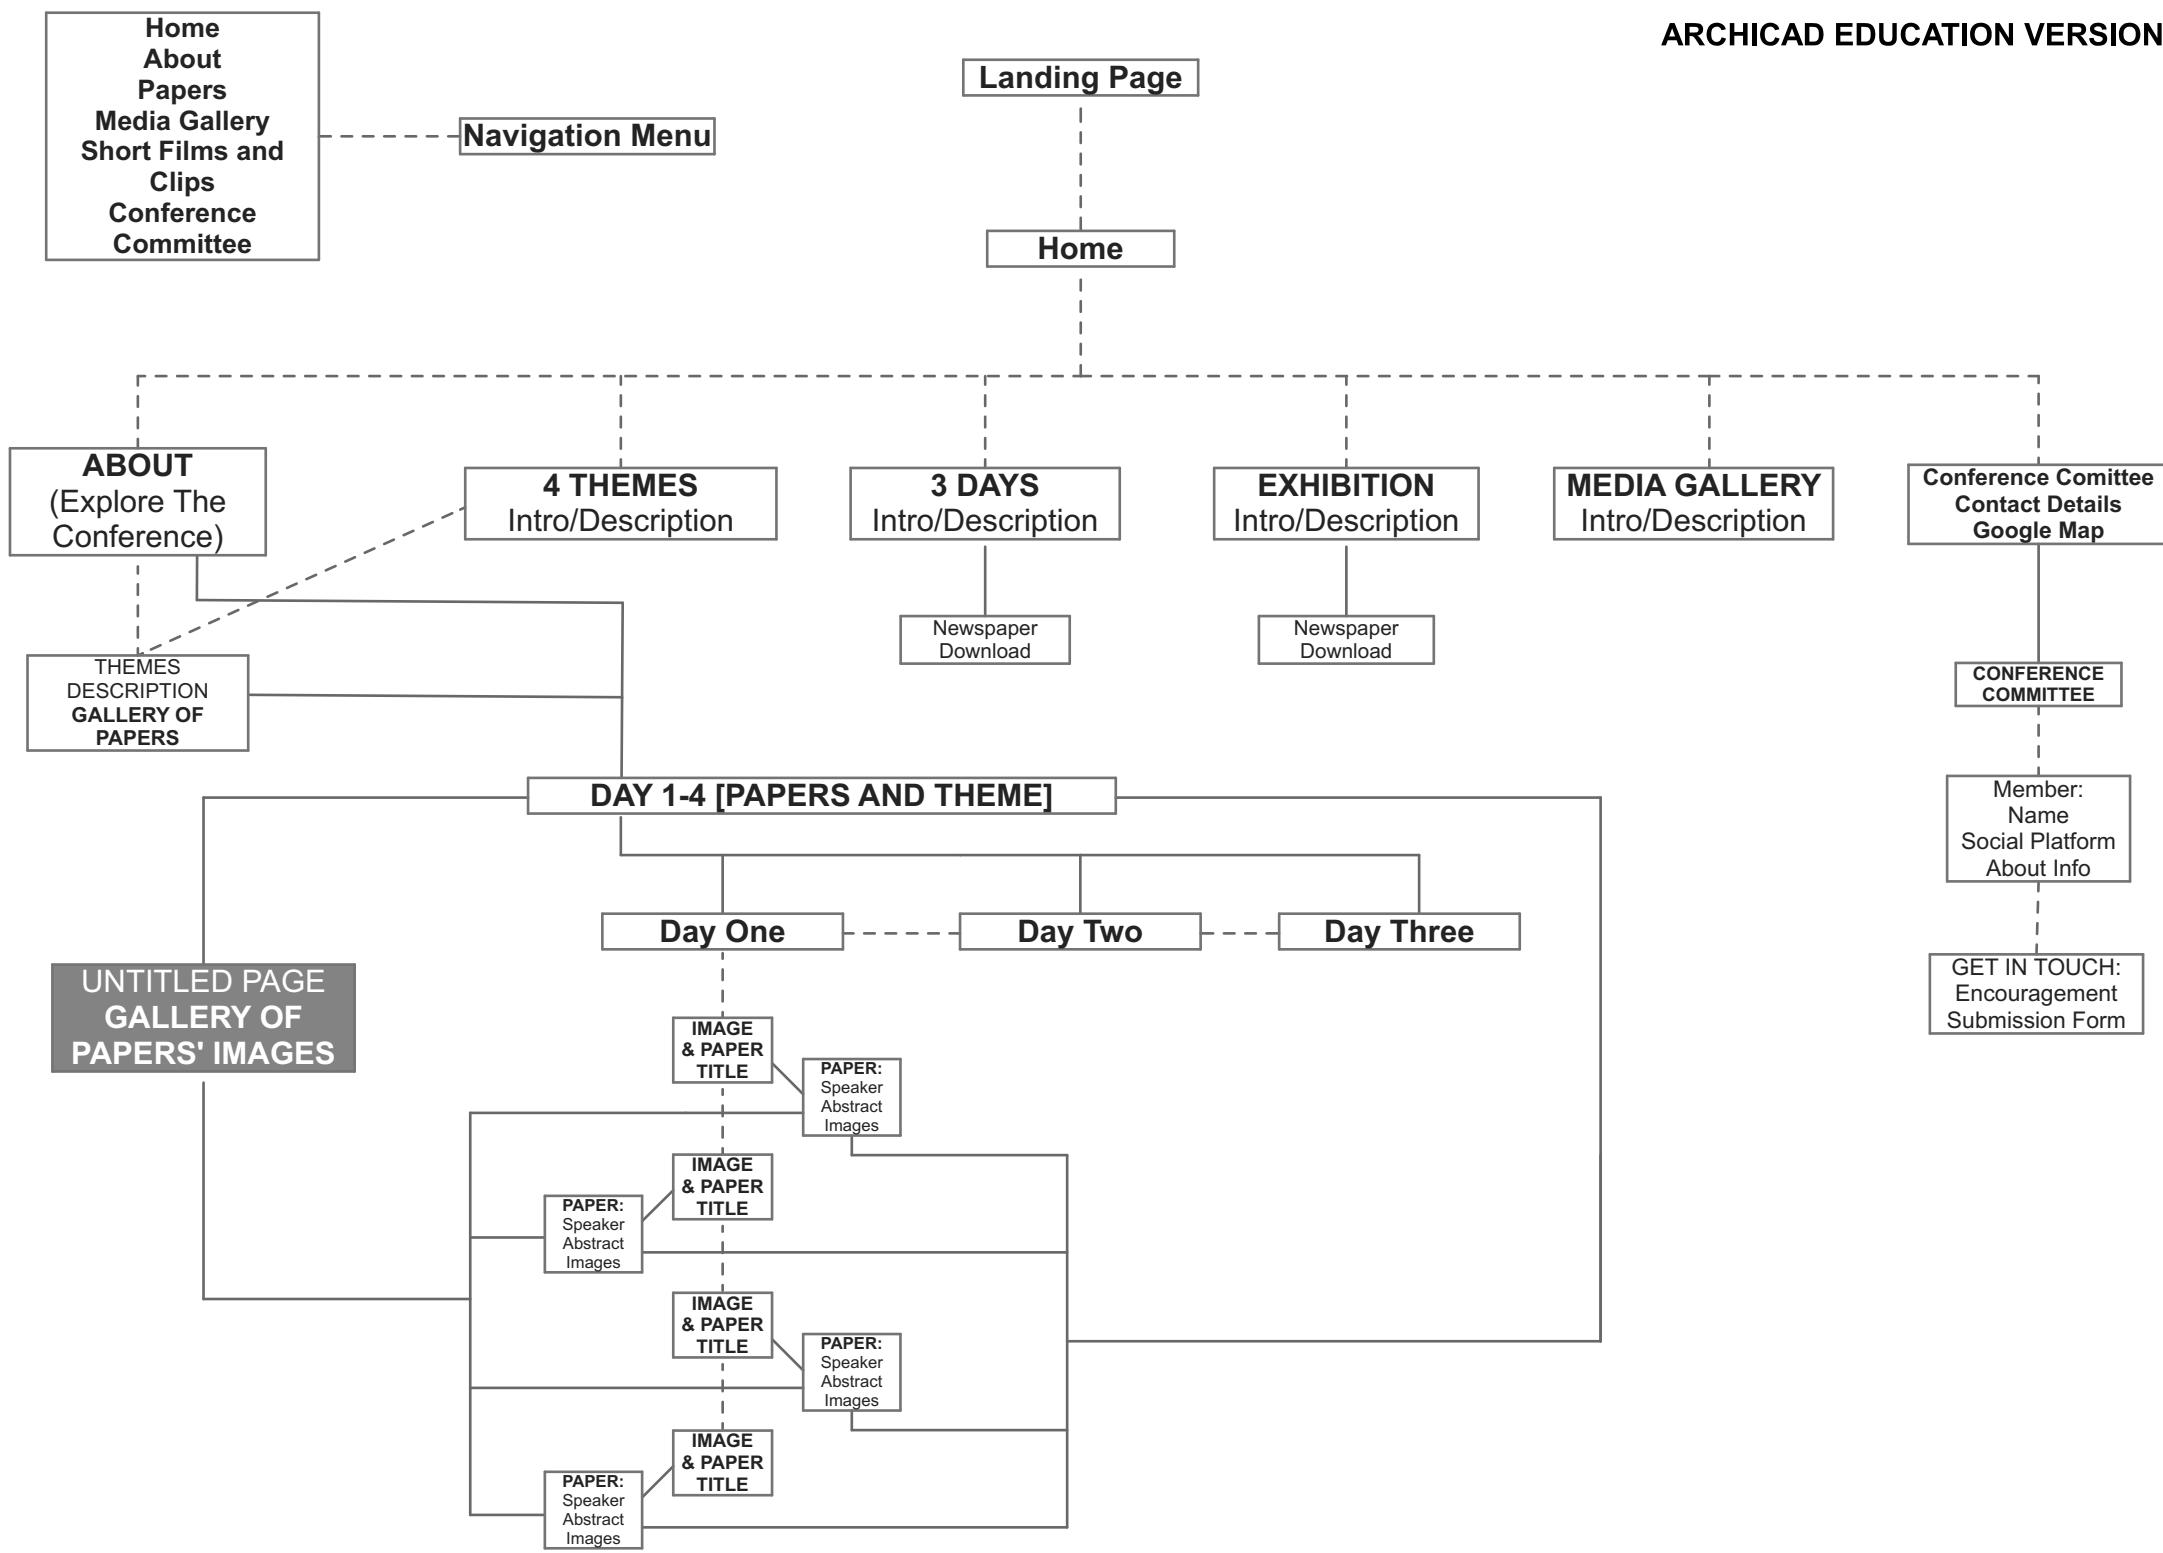 ARCHICAD EDUCATION VERSION
Home
About
Papers
Media Gallery
Short Films and
Clips
Conference
Committee
Navigation Menu
Landing Page
Home
ABOUT
(Explore The
Conference)
4 THEMES
Intro/Description
3 DAYS
Intro/Description
EXHIBITION
Intro/Description
MEDIA GALLERY
Intro/Description
Conference Comittee
Contact Details
Google Map
Newspaper
Download
Newspaper
Download
THEMES
DESCRIPTION
GALLERY OF
PAPERS
CONFERENCE
COMMITTEE
DAY 1-4 [PAPERS AND THEME]
Member:
Name
Social Platform
About Info
Day One
Day Two
Day Three
UNTITLED PAGE
GALLERY OF
PAPERS' IMAGES
GET IN TOUCH:
Encouragement
Submission Form
IMAGE
& PAPER
TITLE
PAPER:
Speaker
Abstract
Images
IMAGE
& PAPER
TITLE
PAPER:
Speaker
Abstract
Images
IMAGE
& PAPER
TITLE
PAPER:
Speaker
Abstract
Images
IMAGE
& PAPER
TITLE
PAPER:
Speaker
Abstract
Images